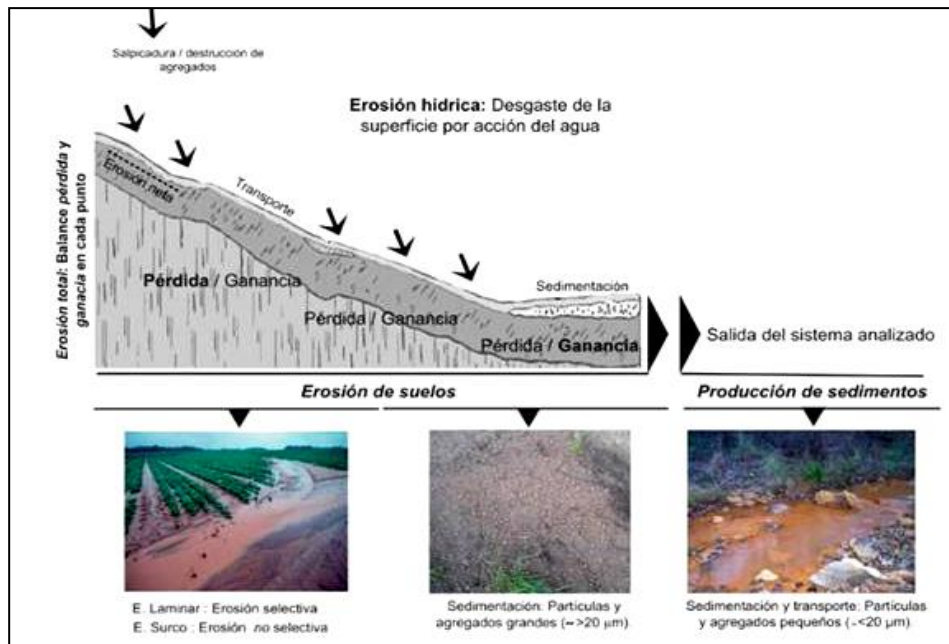 Salpicadura / destrucción de
agregados
Erosión hídrica: Desgaste de la
superficie por acción del agua
Erosión total: Balance pérdida y
ganacia en cada punto
Erosión neta
Transporte
Pérdida / Ganancia
Pérdida / Ganancia
Sedimentación
Pérdida / Ganancia
Salida del sistema analizado
Erosión de suelos
Producción de sedimentos
E. Laminar : Erosión selectiva
E. Surco : Erosión no selectiva
Sedimentación: Partículas y
agregados grandes (~>20 µm)
Sedimentación y transporte: Partículas
y agregados pequeños (~<20 µm)